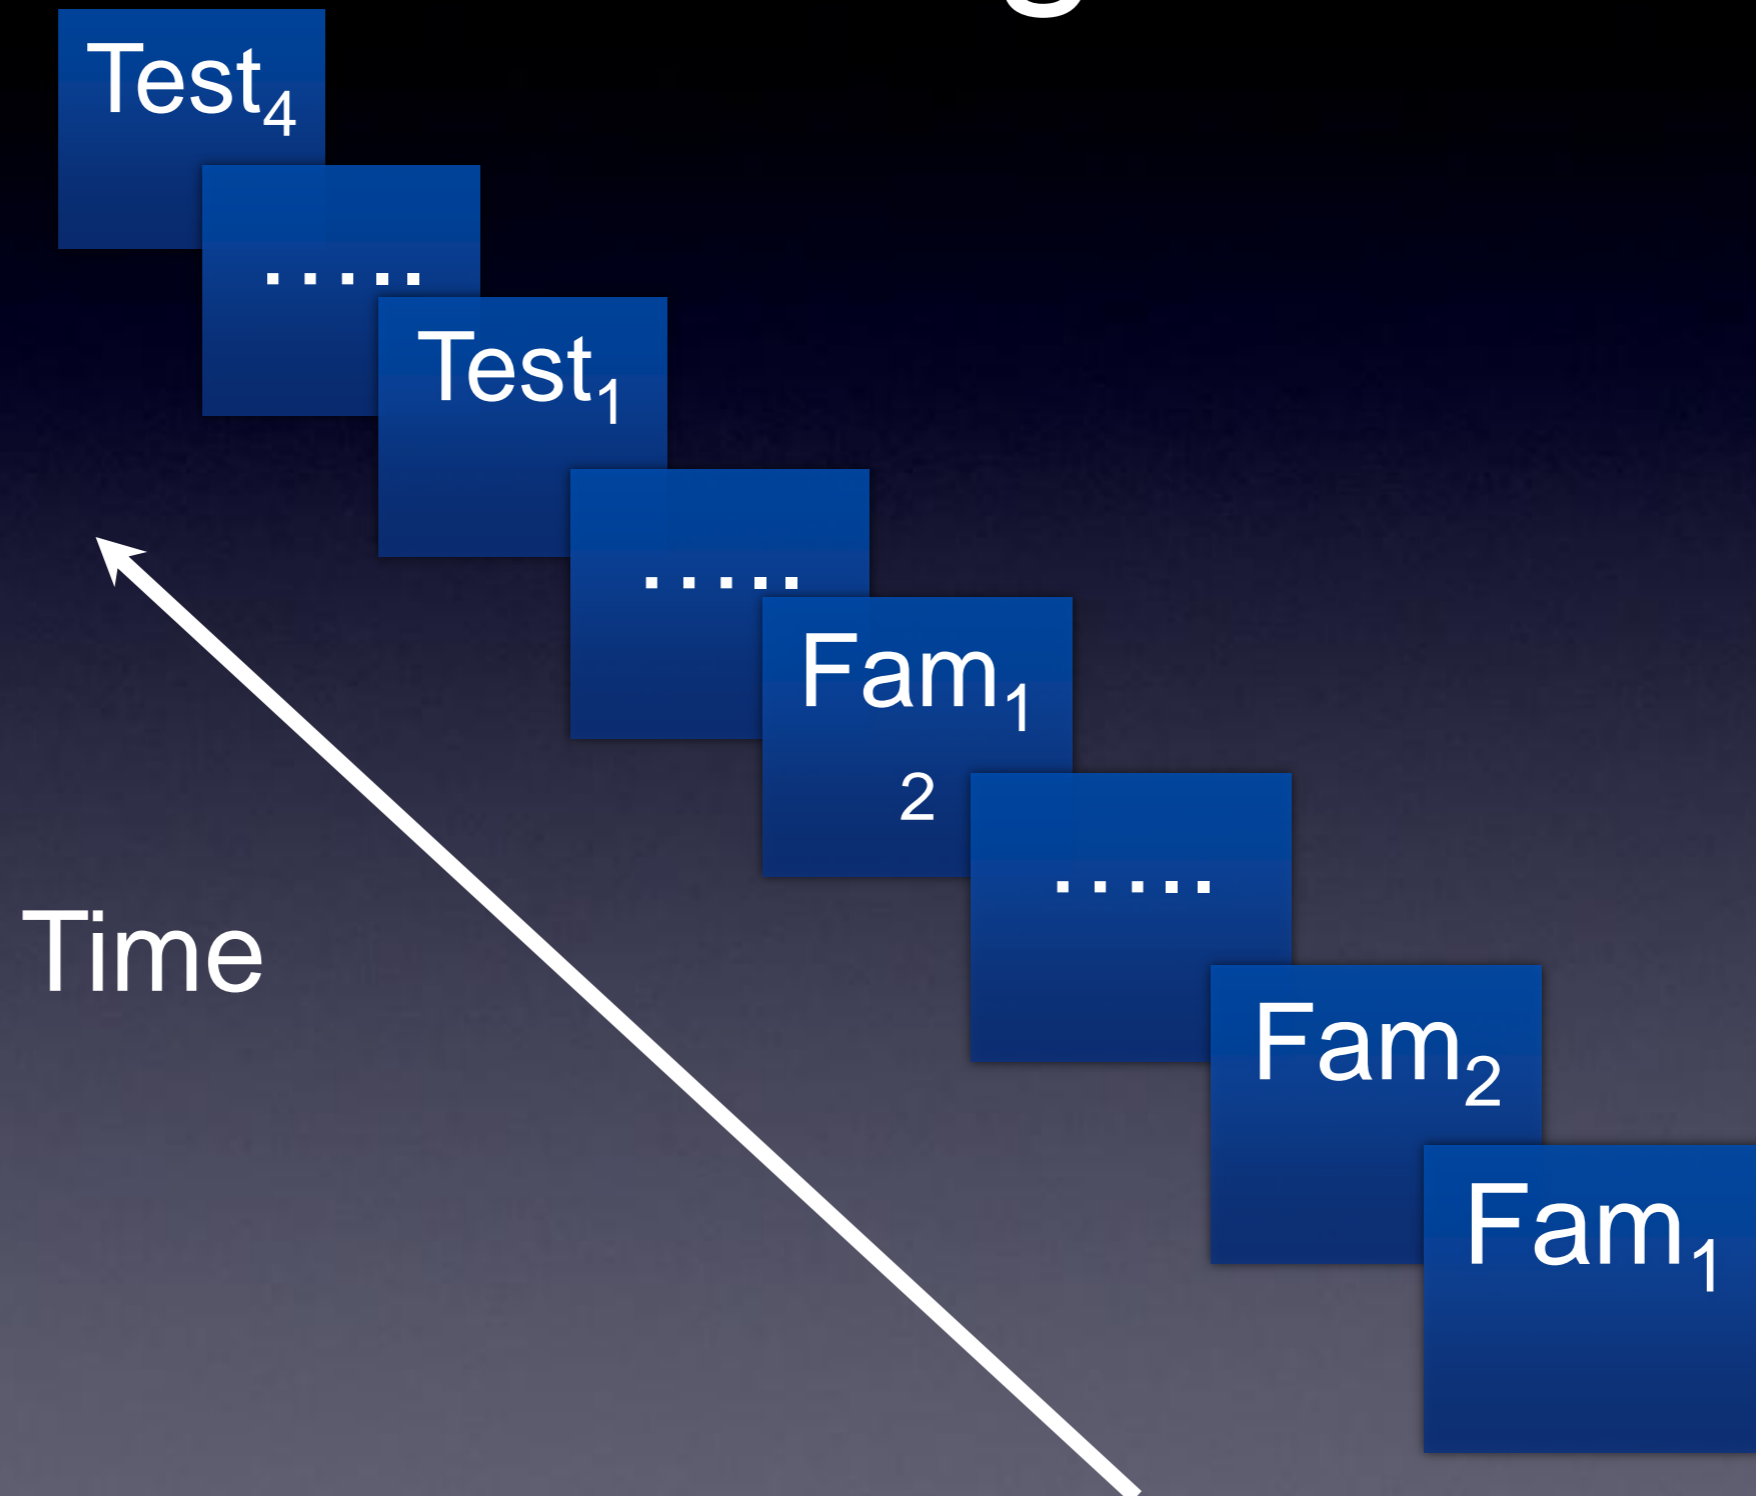 Test₄
.....
Test₁
.....
Fam₁
₂
.....
Time
Fam₂
Fam₁